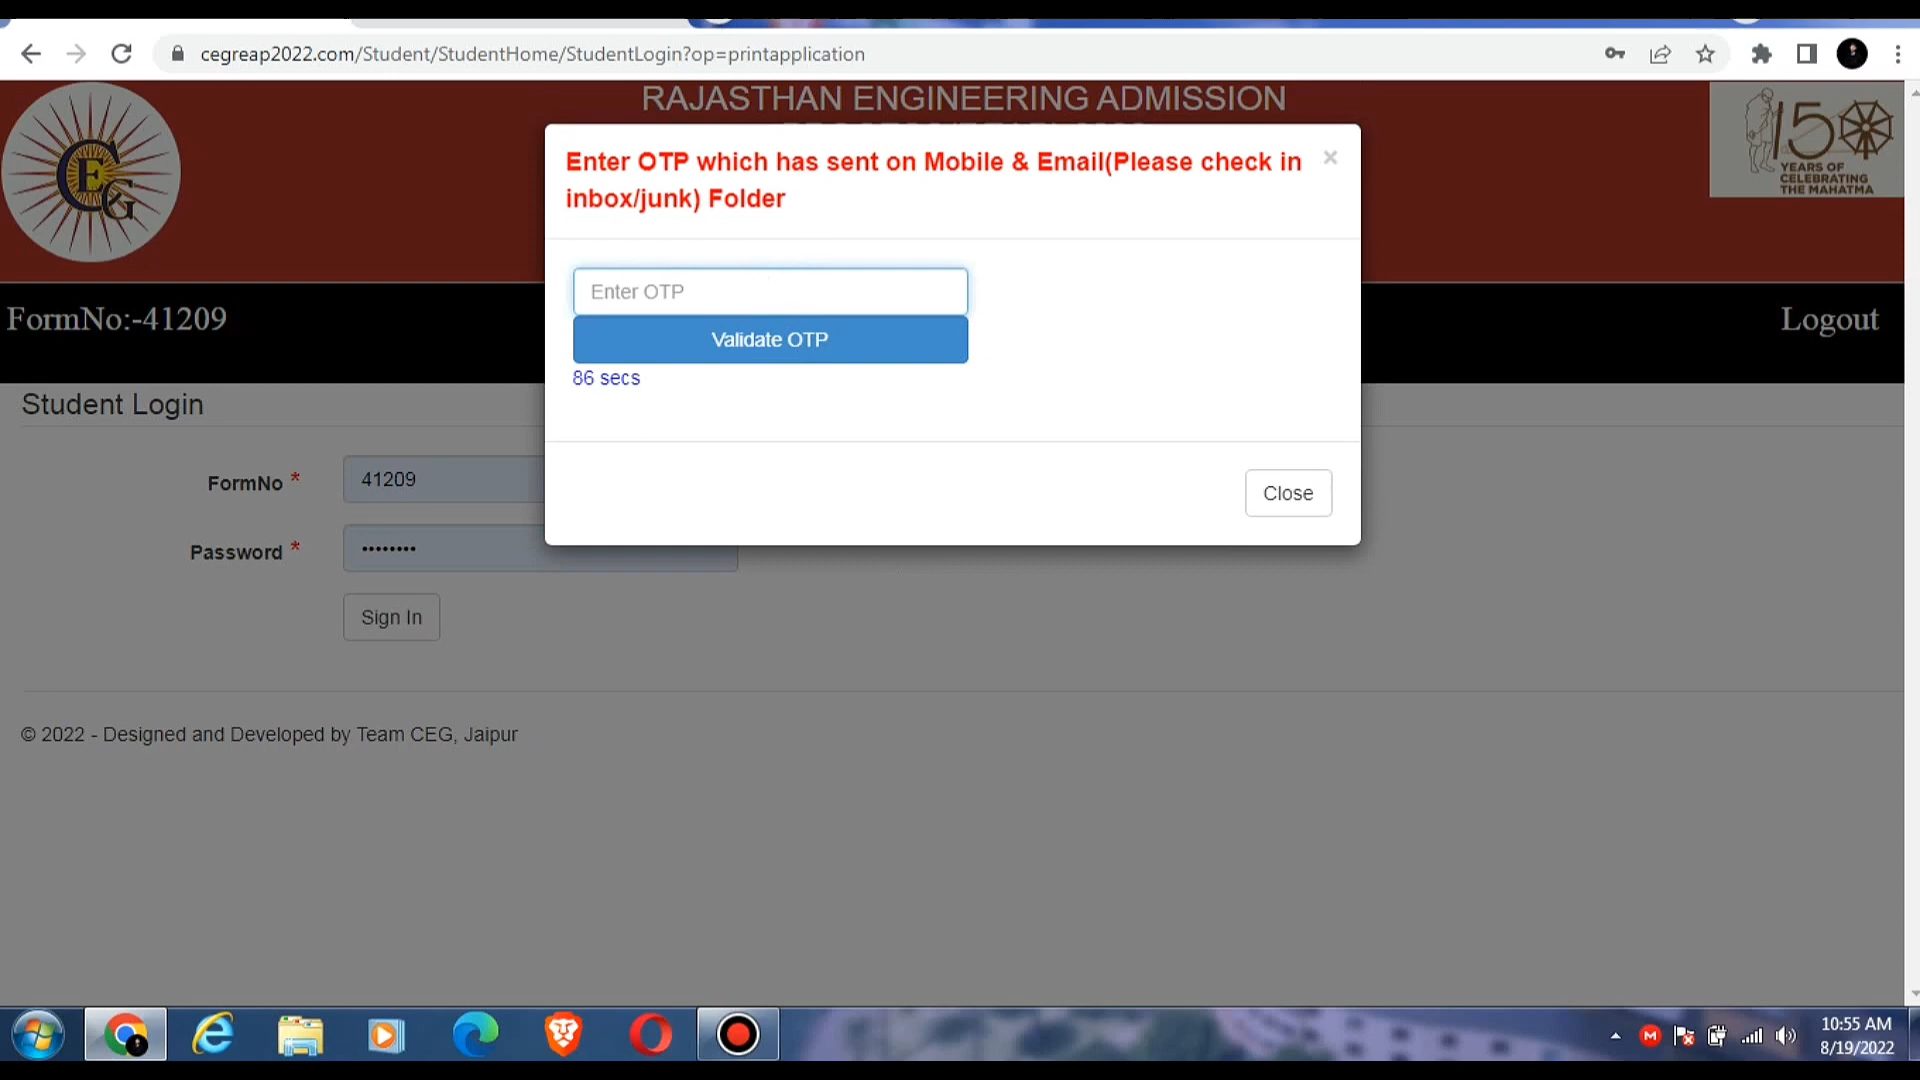 cegreap2022.com/Student/StudentHome/StudentLogin?op=printapplication
RAJASTHAN ENGINEERING ADMISSION
CEG
150
YEARS OF
CELEBRATING
THE MAHATMA
Enter OTP which has sent on Mobile & Email(Please check in
inbox/junk) Folder
×
Enter OTP
Validate OTP
86 secs
Close
FormNo:-41209
Logout
Student Login
FormNo *
41209
Password *
••••••••
Sign In
© 2022 - Designed and Developed by Team CEG, Jaipur
10:55 AM
8/19/2022